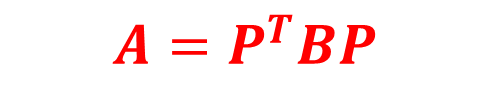 A = P^T BP